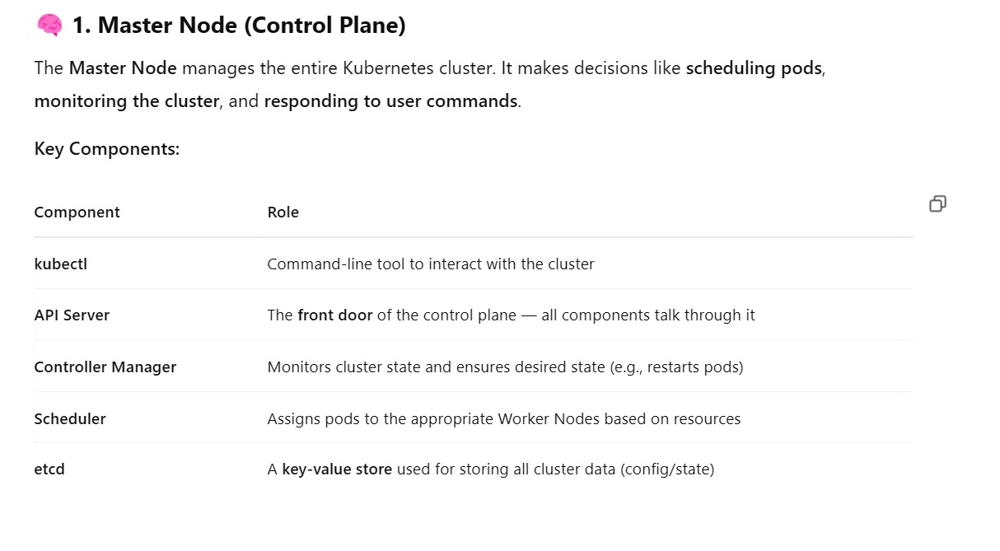 🧠 1. Master Node (Control Plane)
The Master Node manages the entire Kubernetes cluster. It makes decisions like scheduling pods,
monitoring the cluster, and responding to user commands.
Key Components:
Component Role
kubectl Command-line tool to interact with the cluster
API Server The front door of the control plane — all components talk through it
Controller Manager Monitors cluster state and ensures desired state (e.g., restarts pods)
Scheduler Assigns pods to the appropriate Worker Nodes based on resources
etcd A key-value store used for storing all cluster data (config/state)